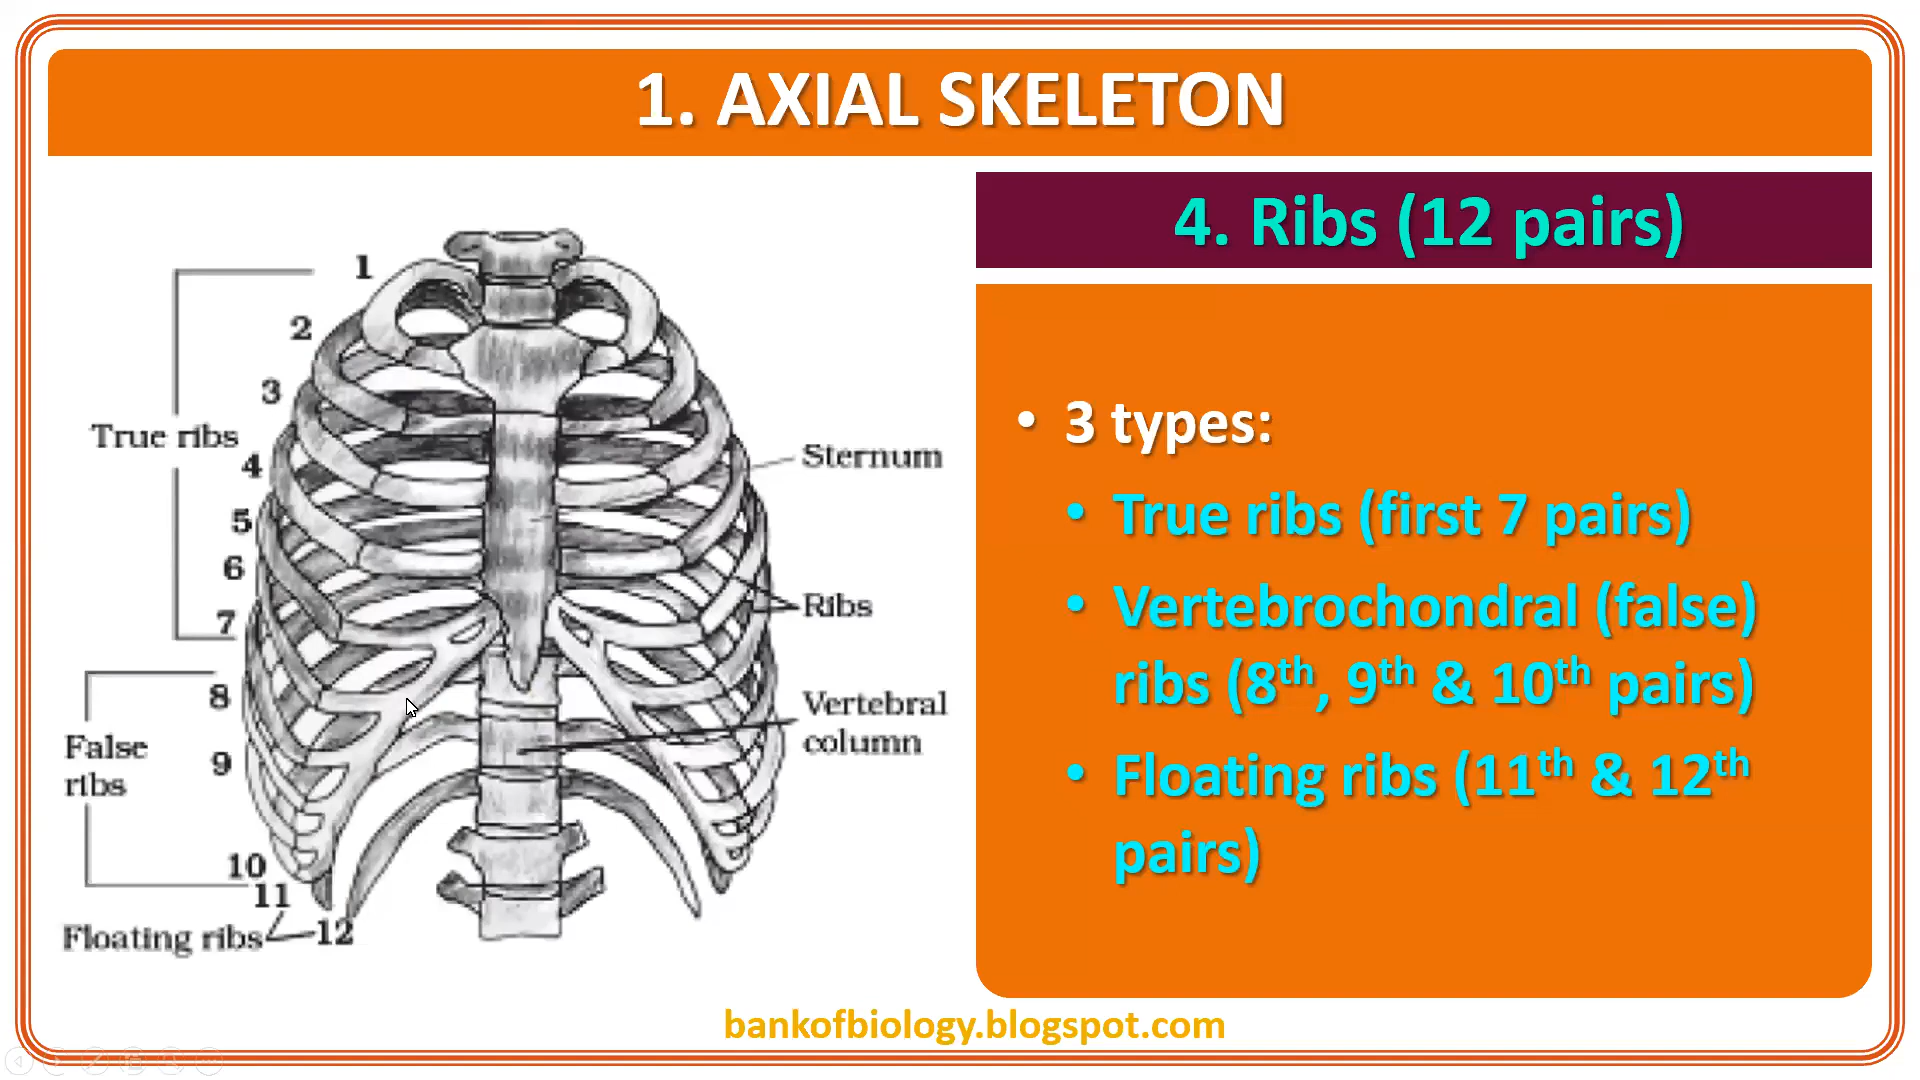 1. AXIAL SKELETON
4. Ribs (12 pairs)
• 3 types:
• True ribs (first 7 pairs)
• Vertebrochondral (false)
ribs (8th, 9th & 10th pairs)
• Floating ribs (11th & 12th
pairs)
1
2
3
True ribs
4
5
6
7
8
False
ribs
9
10
11
Floating ribs
12
Sternum
Ribs
Vertebral
column
bankofbiology.blogspot.com